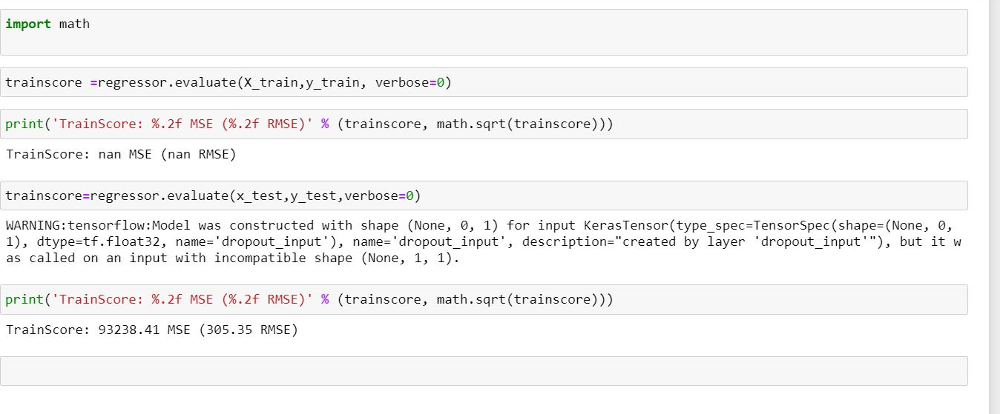 import math
trainscore =regressor.evaluate(X_train,y_train, verbose=0)
print('TrainScore: %.2f MSE (%.2f RMSE)' % (trainscore, math.sqrt(trainscore)))
TrainScore: nan MSE (nan RMSE)
trainscore=regressor.evaluate(x_test,y_test,verbose=0)
WARNING:tensorflow:Model was constructed with shape (None, 0, 1) for input KerasTensor(type_spec=TensorSpec(shape=(None, 0,
1), dtype=tf.float32, name='dropout_input'), name='dropout_input', description="created by layer 'dropout_input'"), but it w
as called on an input with incompatible shape (None, 1, 1).
print('TrainScore: %.2f MSE (%.2f RMSE)' % (trainscore, math.sqrt(trainscore)))
TrainScore: 93238.41 MSE (305.35 RMSE)